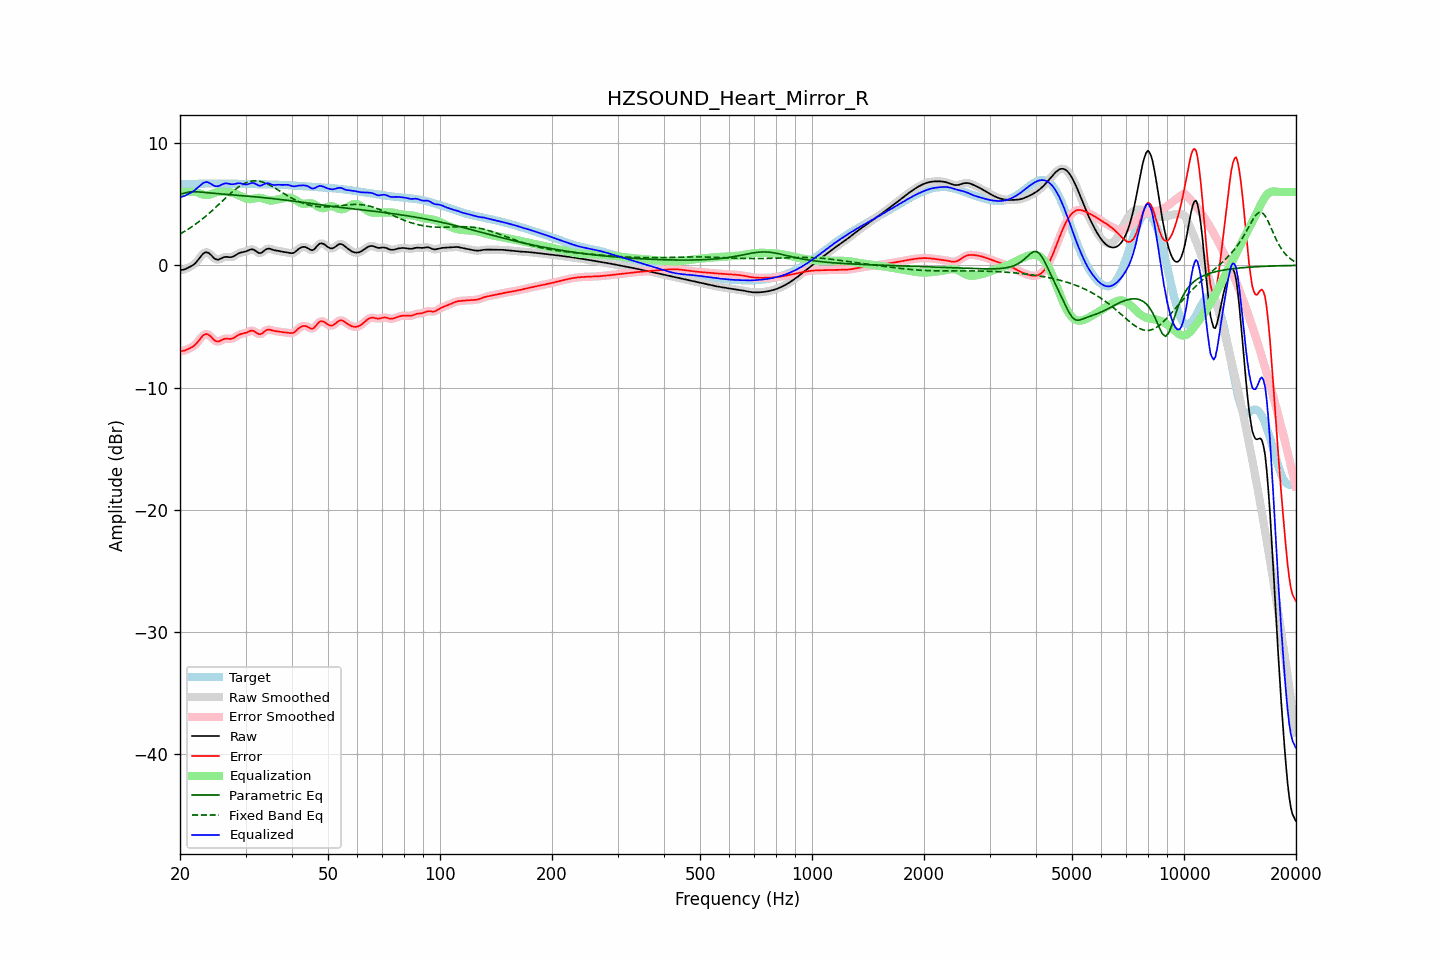 HZSOUND_Heart_Mirror_R
10
0
−10
−20
−30
−40
Amplitude (dBr)
Target
Raw Smoothed
Error Smoothed
Raw
Error
Equalization
Parametric Eq
Fixed Band Eq
Equalized
20 50 100 200 500 1000 2000 5000 10000 20000
Frequency (Hz)